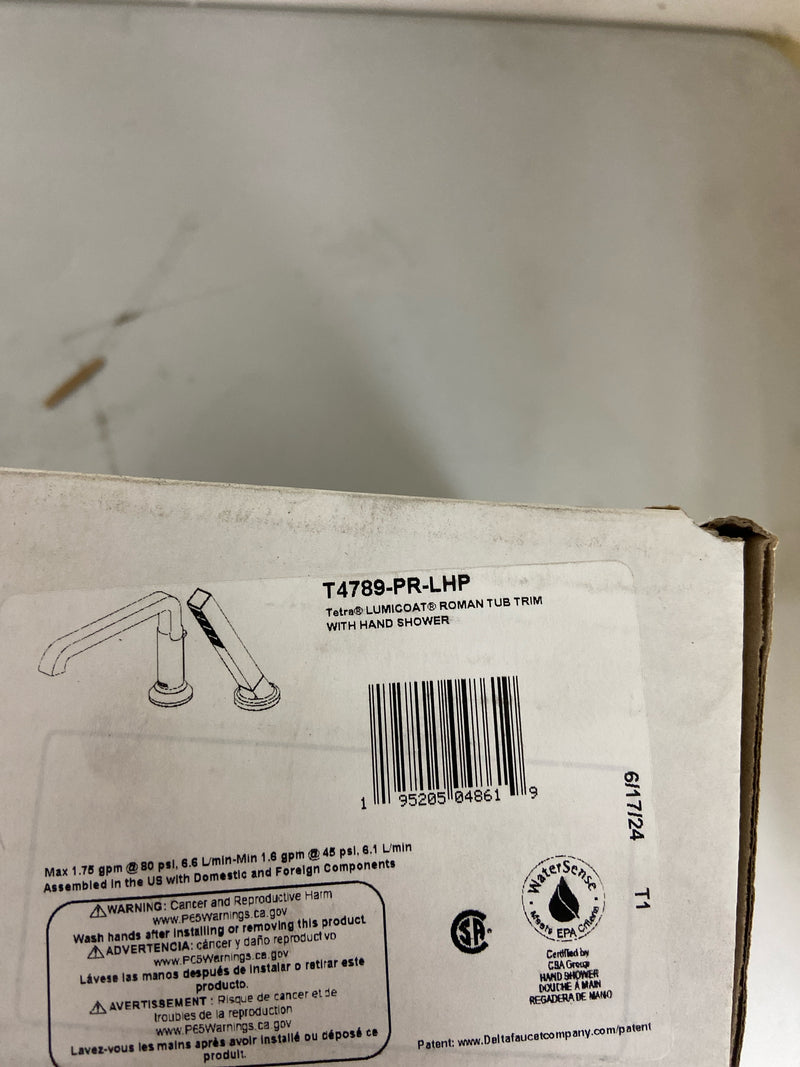 T4789-PR-LHP
Tetra® LUMICOAT® ROMAN TUB TRIM
WITH HAND SHOWER
1 95205 04861 9
6/17/24 T1
Max 1.75 gpm @ 80 psi, 6.6 L/min-Min 1.6 gpm @ 45 psi, 6.1 L/min
Assembled in the US with Domestic and Foreign Components
⚠WARNING: Cancer and Reproductive Harm
www.P65Warnings.ca.gov
Wash hands after installing or removing this product
⚠ADVERTENCIA: cáncer y daño reproductivo
www.P65Warnings.ca.gov
Lávese las manos después de instalar o retirar este
producto.
⚠AVERTISSEMENT : Risque de cancer et de
troubles de la reproduction
www.P65Warnings.ca.gov
Lavez-vous les mains après avoir installé ou déposé ce
produit.
SA®
WaterSense
Meets EPA Criteria
Certified by
CSA Group
HAND SHOWER
DOUCHE À MAIN
REGADERA DE MANO
Patent: www.Deltafaucetcompany.com/patent